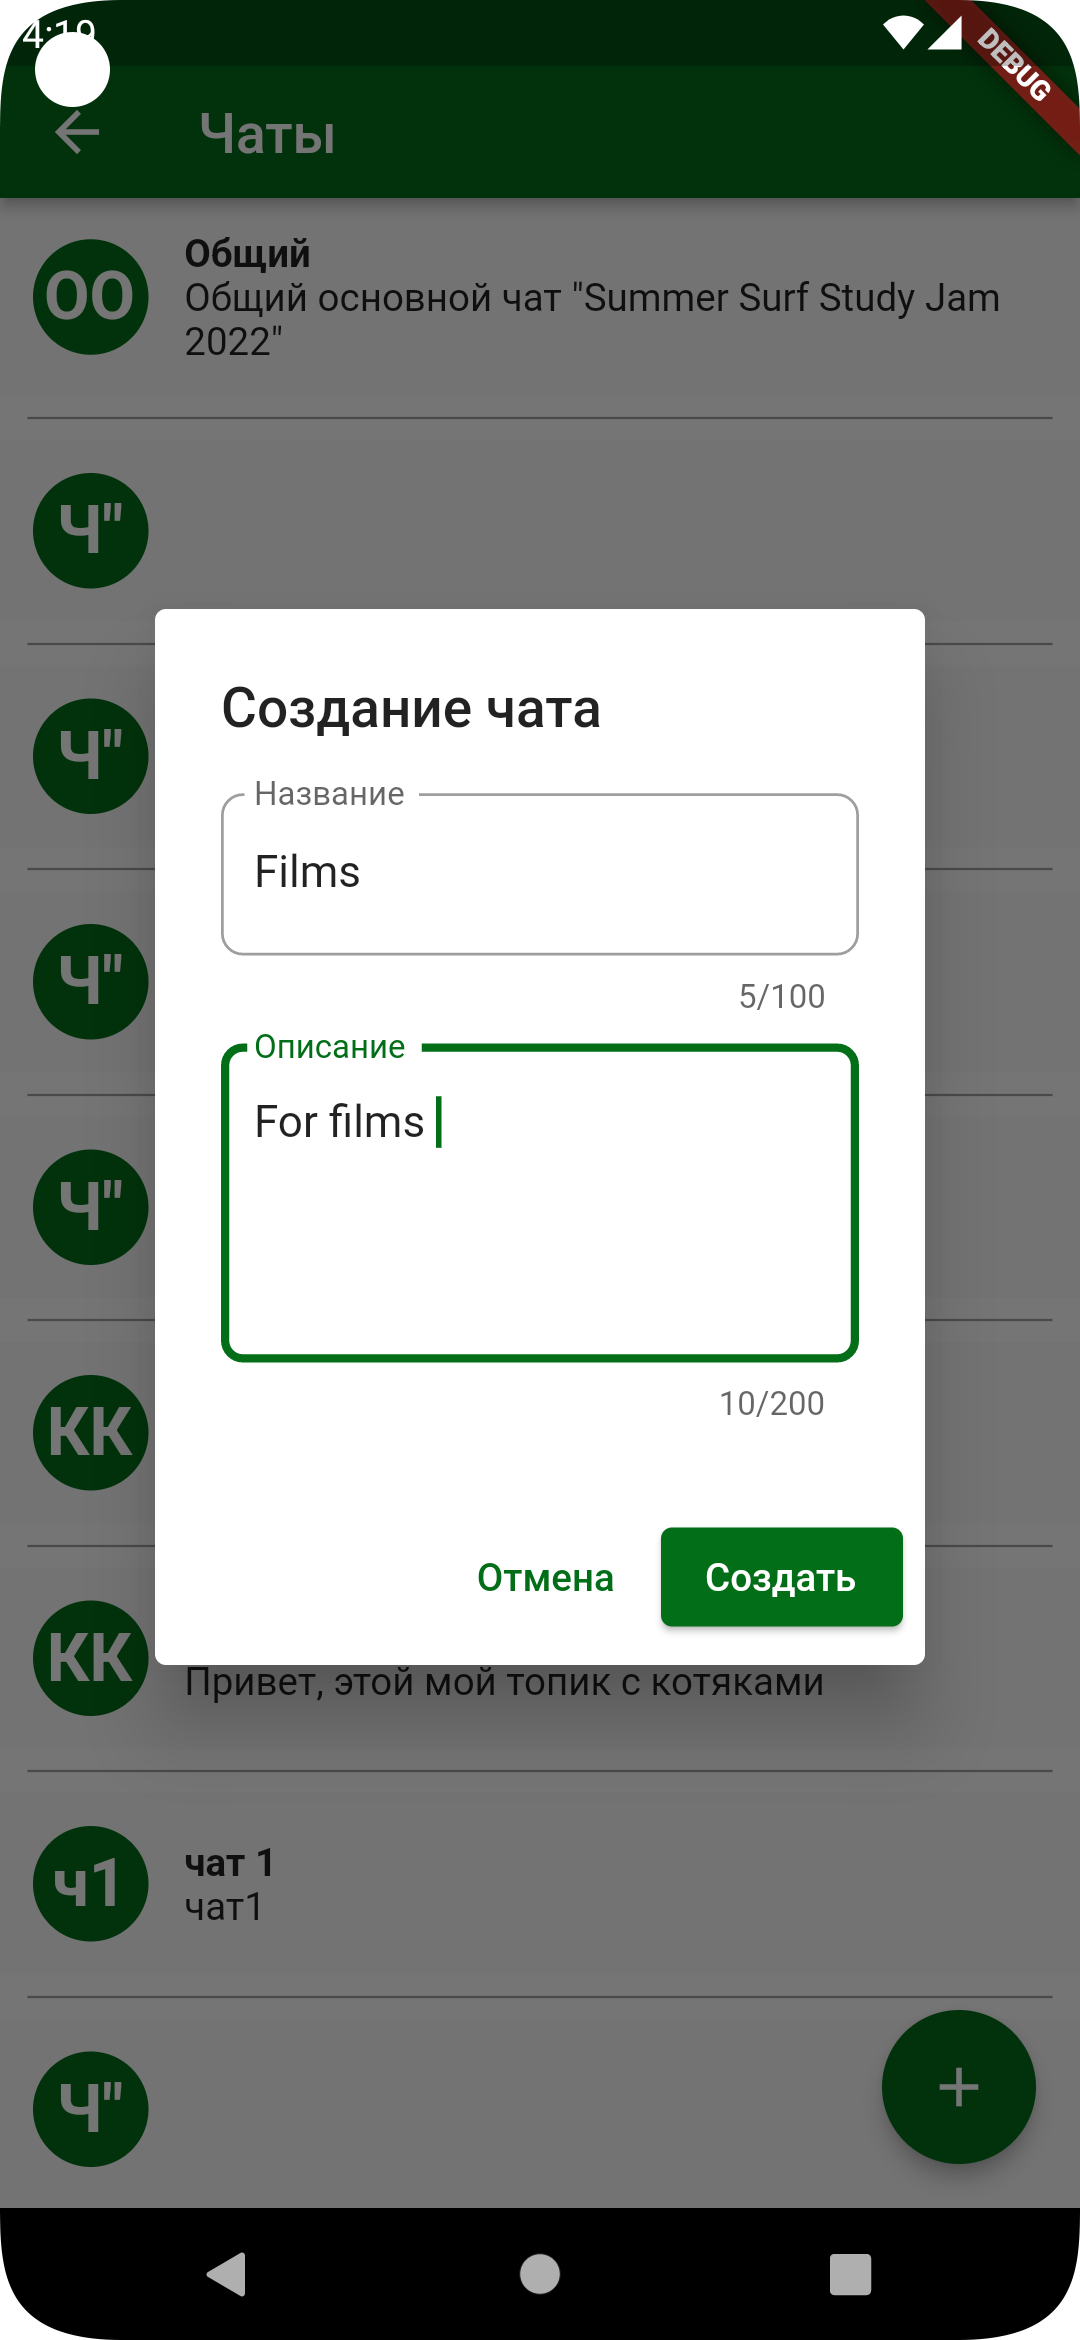 4:19
DEBUG
Чаты
ОО
Общий
Общий основной чат "Summer Surf Study Jam
2022"
Ч"
Ч"
Ч"
Ч"
КК
КК
Создание чата
Название
Films
5/100
Описание
For films
10/200
Отмена
Создать
Привет, этой мой топик с котяками
ч1
чат 1
чат1
Ч"